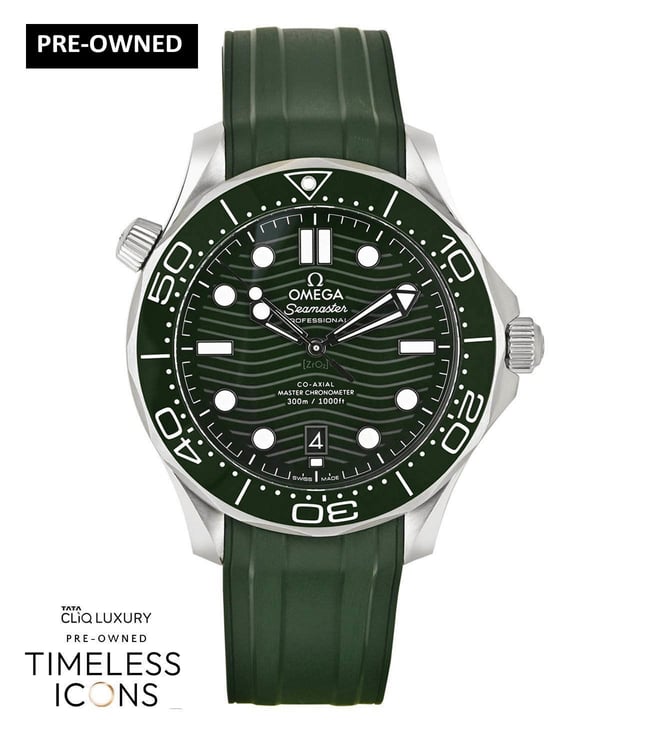 PRE-OWNED
10
50
Ω
OMEGA
Seamaster
PROFESSIONAL
[ZrO₂]
CO-AXIAL
MASTER CHRONOMETER
300m / 1000ft
20
40
4
SWISS MADE
30
TATA
CLiQ LUXURY
PRE-OWNED
TIMELESS
ICONS